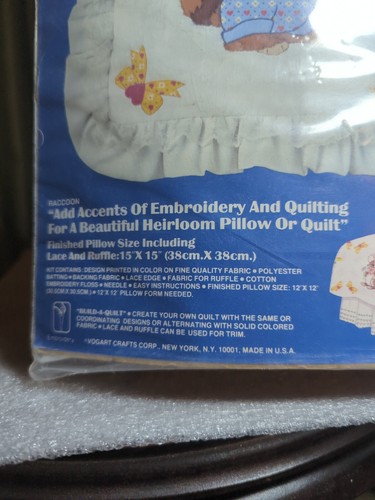 RACCOON
"Add Accents Of Embroidery And Quilting
For A Beautiful Heirloom Pillow Or Quilt"
Finished Pillow Size Including
Lace And Ruffle:15"X 15" (38cm.X 38cm.)
KIT CONTAINS: DESIGN PRINTED IN COLOR ON FINE QUALITY FABRIC • POLYESTER
BATTING • BACKING FABRIC • LACE EDGE • FABRIC FOR RUFFLE • COTTON
EMBROIDERY FLOSS • NEEDLE • EASY INSTRUCTIONS • FINISHED PILLOW SIZE: 12"X 12"
• 12"X 12" PILLOW FORM NEEDED.
"BUILD-A-QUILT" • CREATE YOUR OWN QUILT WITH THE SAME OR
COORDINATING DESIGNS OR ALTERNATING WITH SOLID COLORED
FABRIC • LACE AND RUFFLE CAN BE USED FOR TRIM.
Embroidery
VOGART CRAFTS CORP., NEW YORK, N.Y. 10001. MADE IN U.S.A.